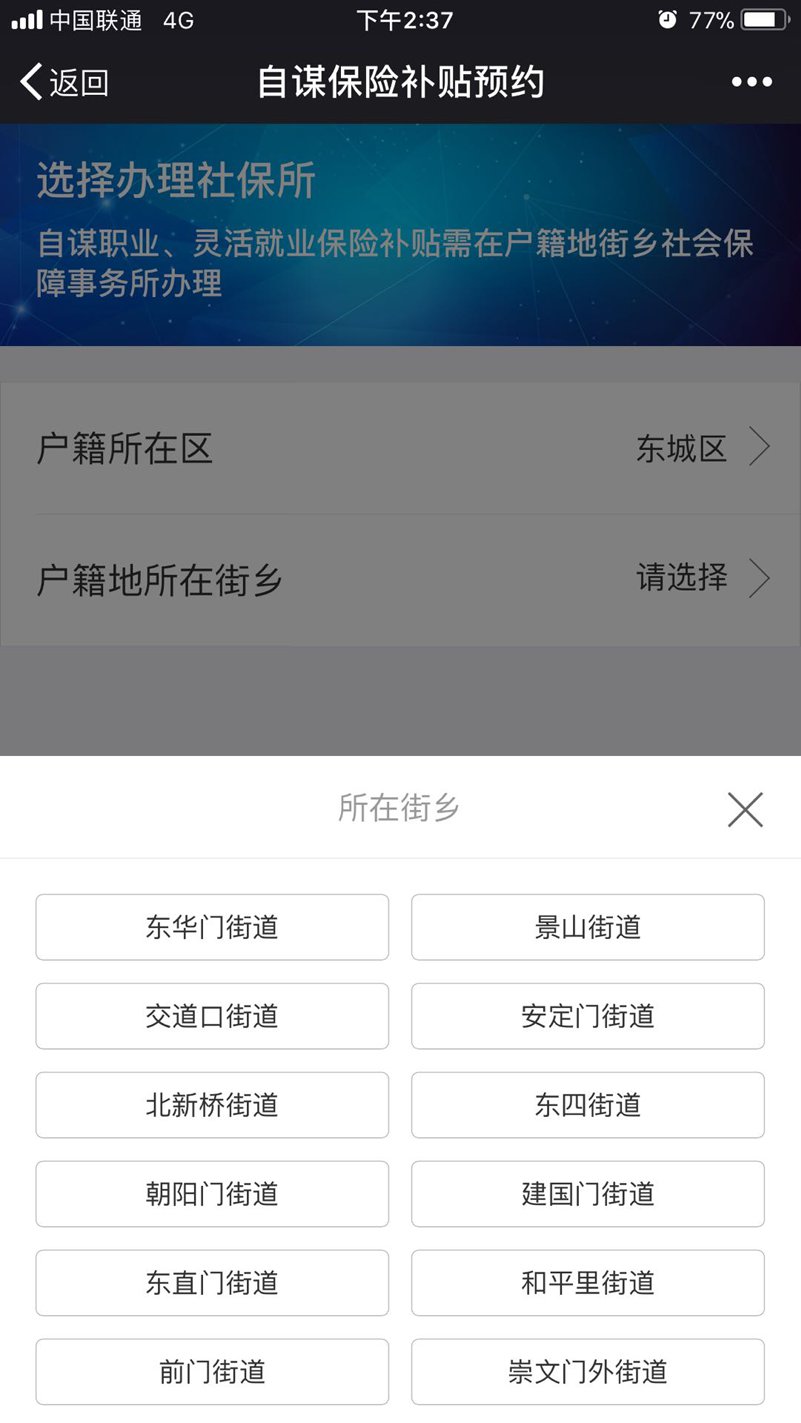 中国联通 4G 下午2:37 77%
返回 自谋保险补贴预约
选择办理社保所
自谋职业、灵活就业保险补贴需在户籍地街乡社会保
障事务所办理
户籍所在区 东城区
户籍地所在街乡 请选择
所在街乡
东华门街道 景山街道
交道口街道 安定门街道
北新桥街道 东四街道
朝阳门街道 建国门街道
东直门街道 和平里街道
前门街道 崇文门外街道